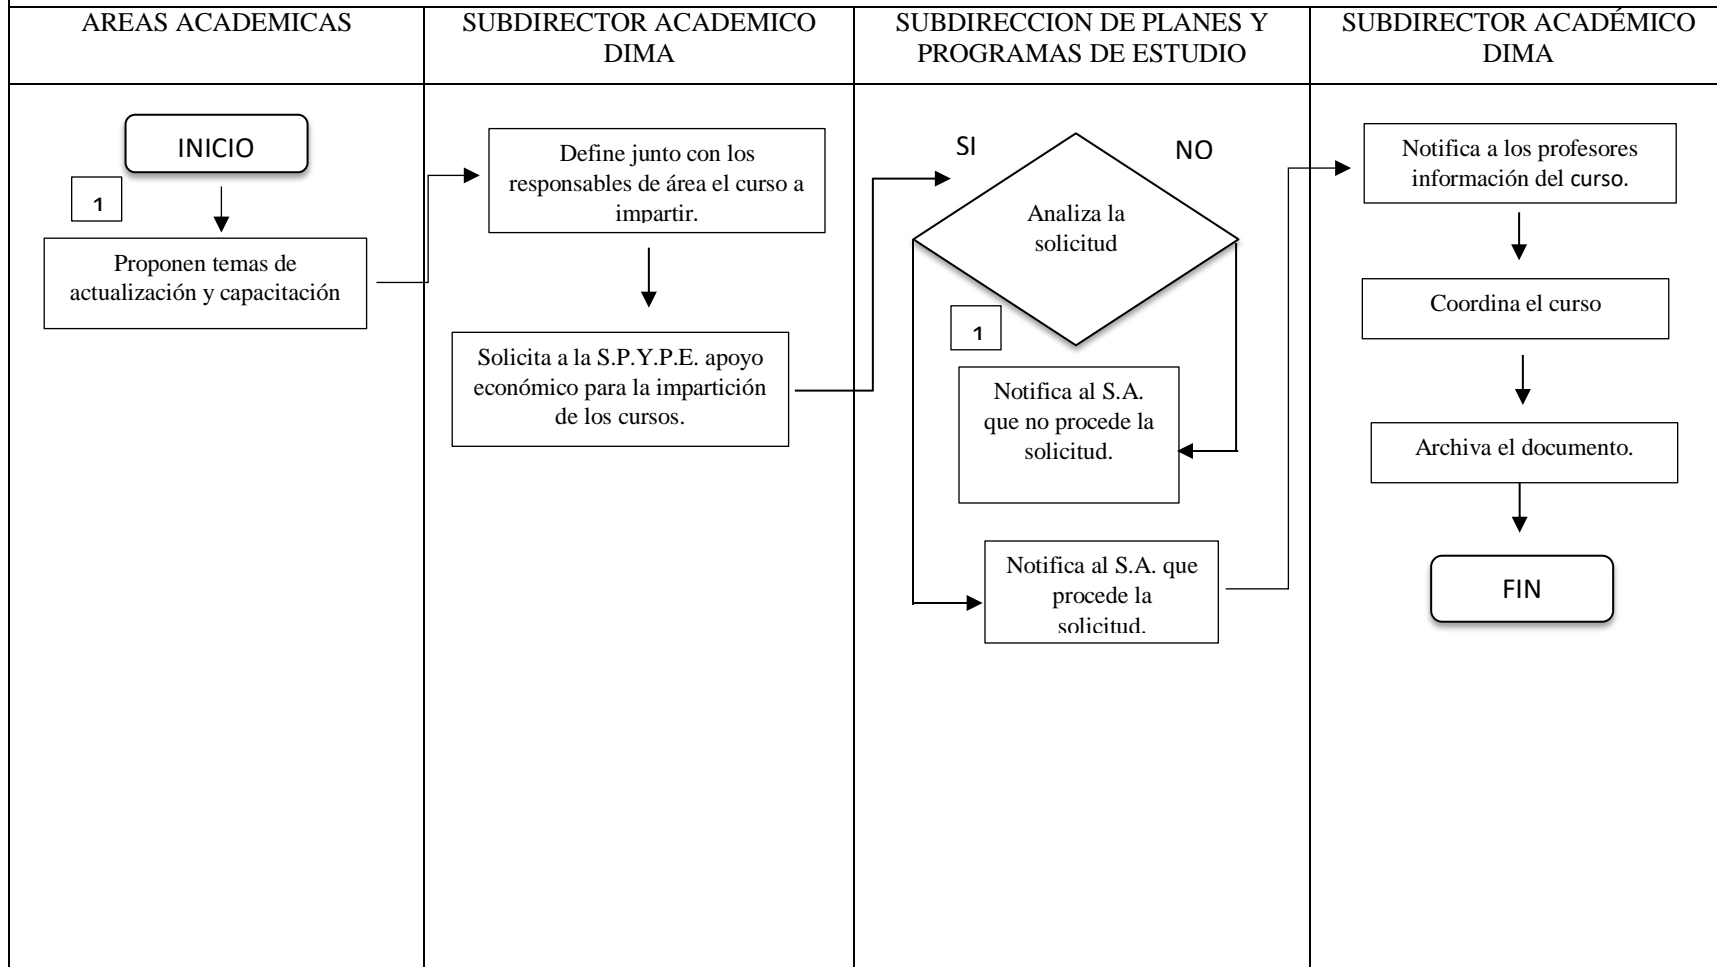 AREAS ACADEMICAS
SUBDIRECTOR ACADEMICO
DIMA
SUBDIRECCION DE PLANES Y
PROGRAMAS DE ESTUDIO
SUBDIRECTOR ACADÉMICO
DIMA
INICIO
1
Proponen temas de
actualización y capacitación
Define junto con los
responsables de área el curso a
impartir.
Solicita a la S.P.Y.P.E. apoyo
económico para la impartición
de los cursos.
SI
NO
Analiza la
solicitud
1
Notifica al S.A.
que no procede la
solicitud.
Notifica al S.A. que
procede la
solicitud.
Notifica a los profesores
información del curso.
Coordina el curso
Archiva el documento.
FIN